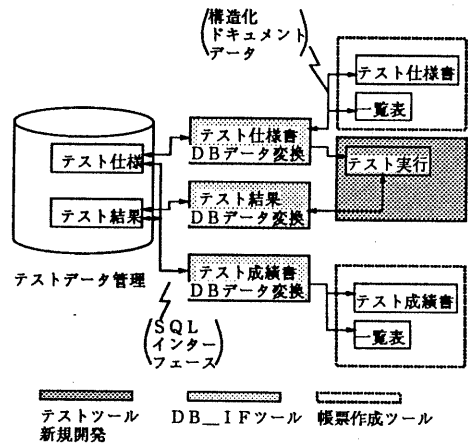 構造化
ドキュメント
データ
テスト仕様書
一覧表
テスト仕様書
DBデータ変換
テスト仕様
テスト実行
テスト結果
テスト結果
DBデータ変換
テストデータ管理
テスト成績書
DBデータ変換
テスト成績書
一覧表
SQL
インター
フェース
テストツール
新規開発
DB_IFツール
帳票作成ツール